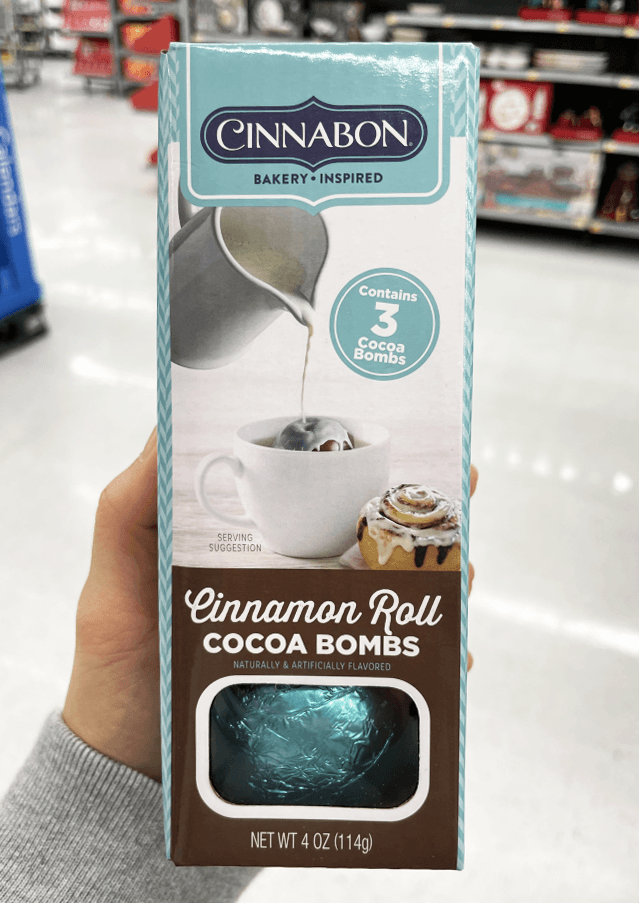 CINNABON®
BAKERY • INSPIRED
Contains
3
Cocoa
Bombs
SERVING
SUGGESTION
Cinnamon Roll
COCOA BOMBS
NATURALLY & ARTIFICIALLY FLAVORED
NET WT 4 OZ (114g)
Calendars